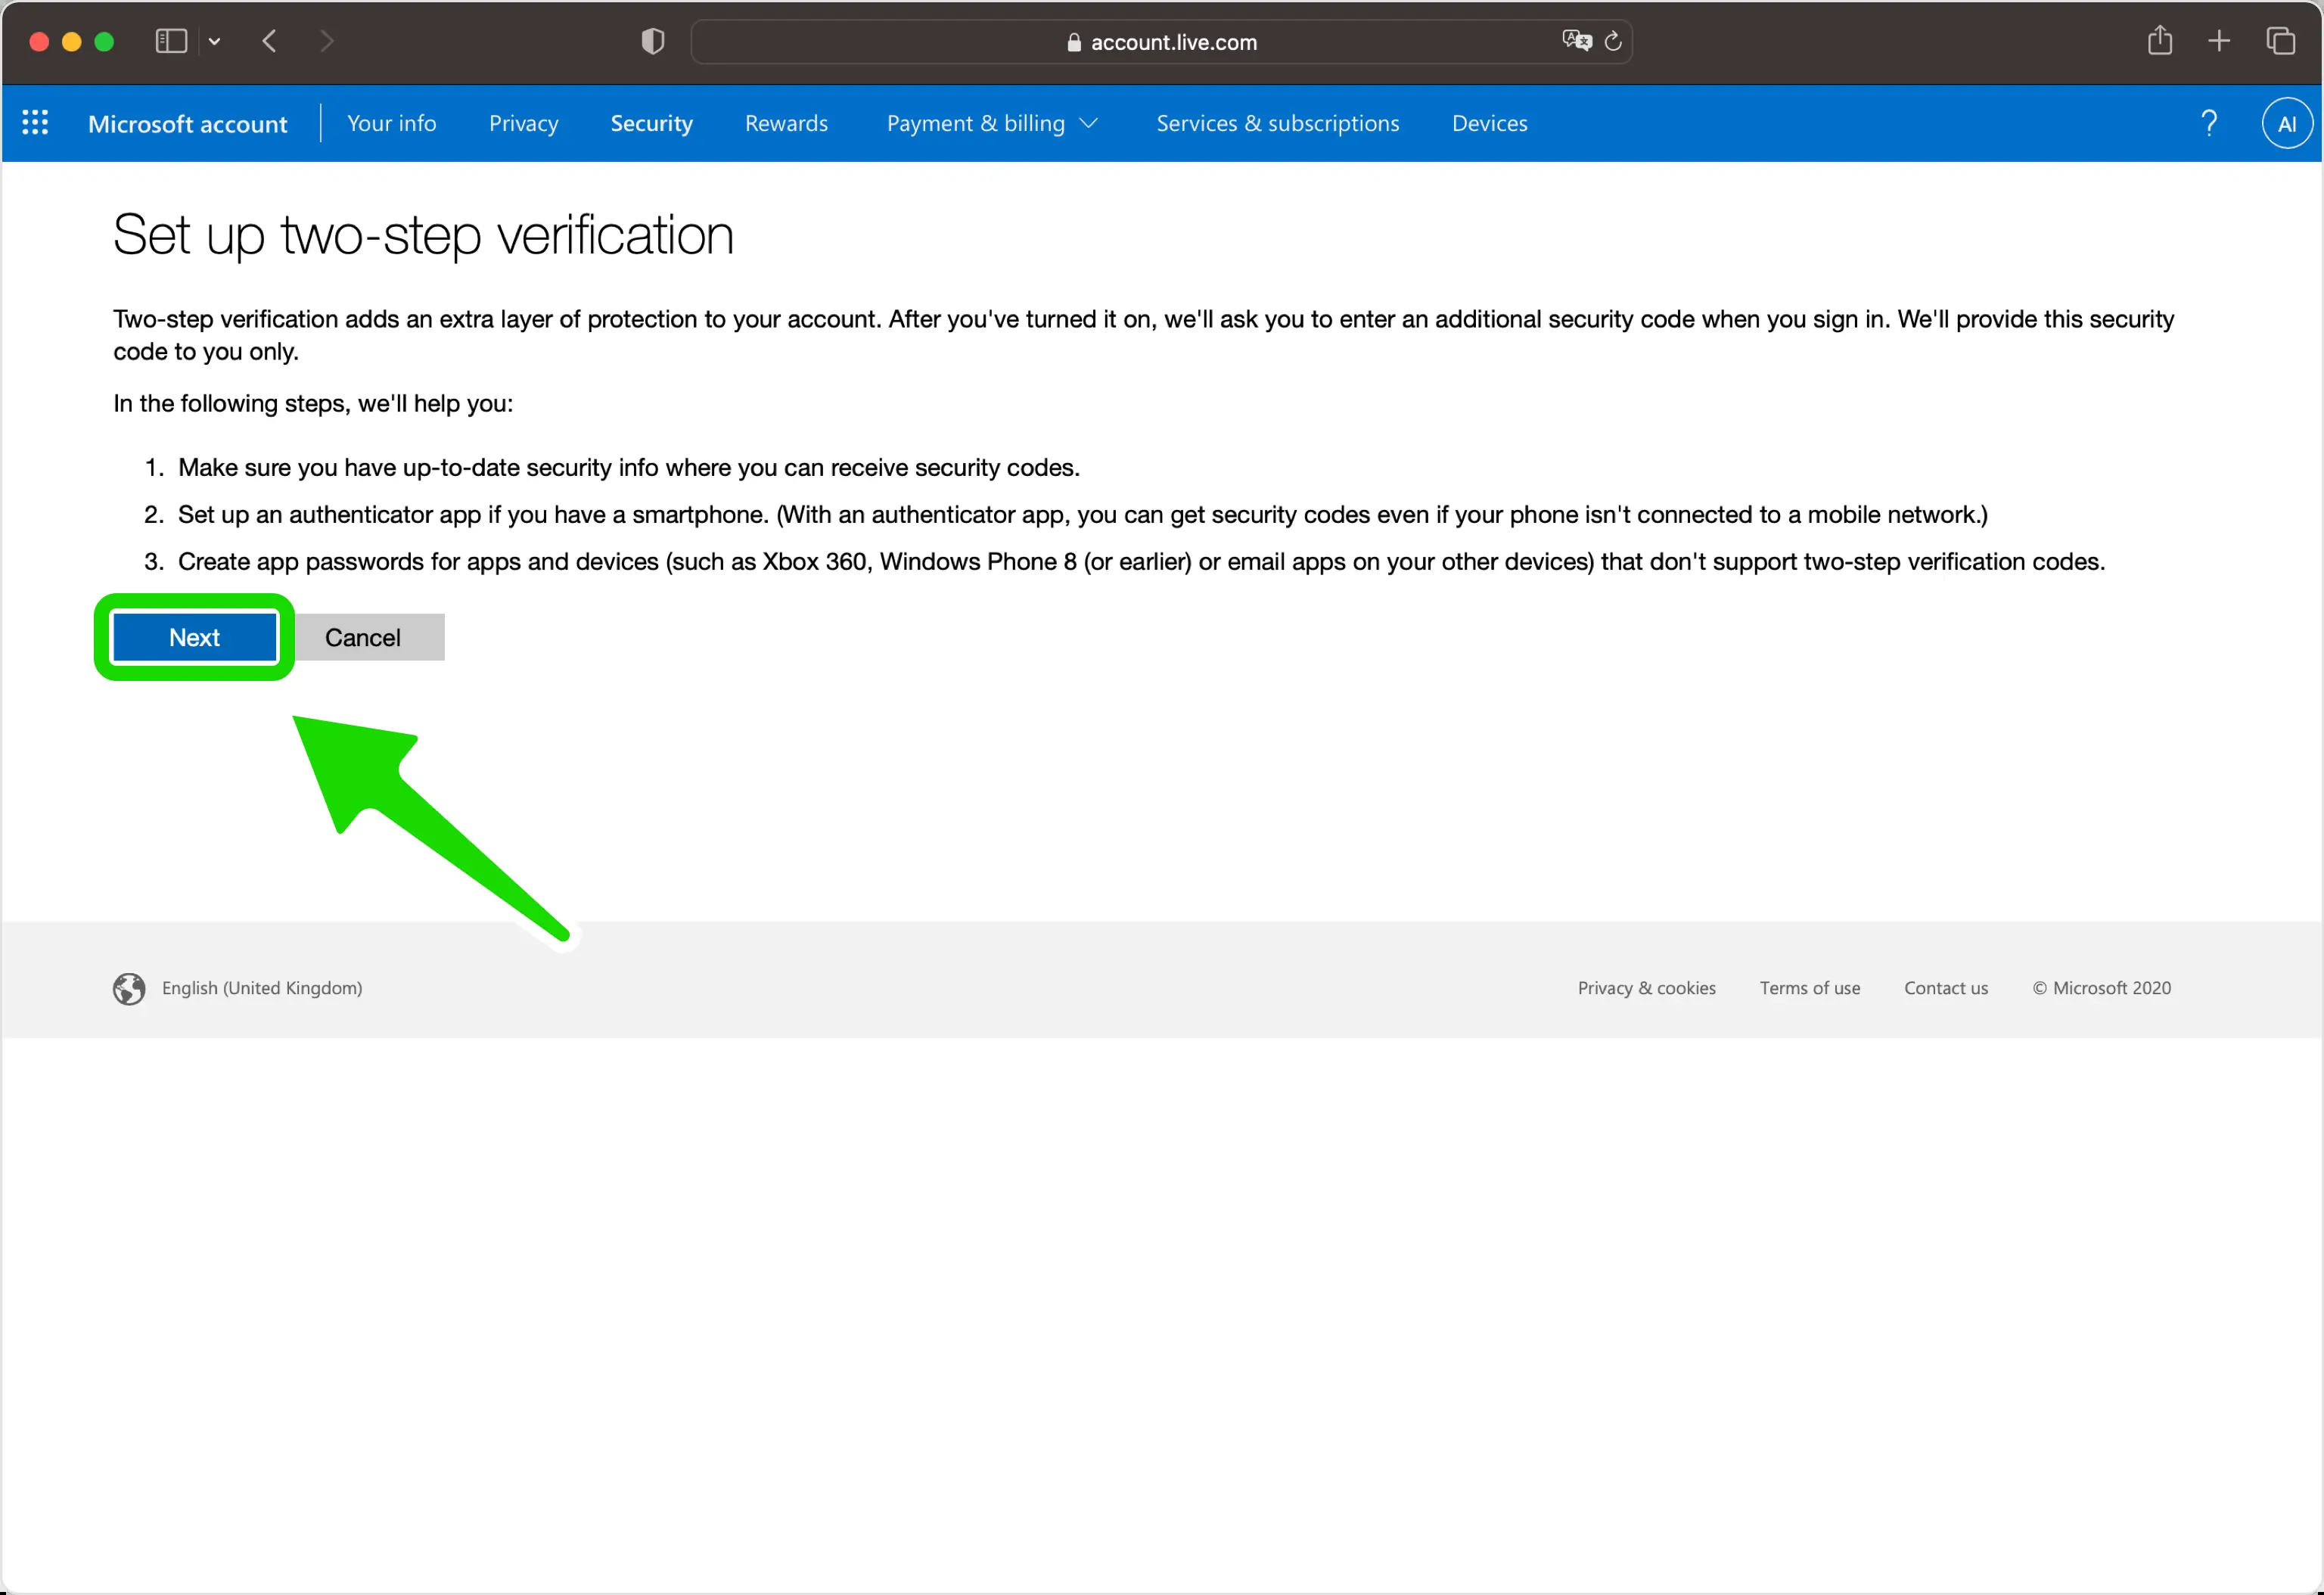 account.live.com
Microsoft account
Your info
Privacy
Security
Rewards
Payment & billing
Services & subscriptions
Devices
?
AI
Set up two-step verification
Two-step verification adds an extra layer of protection to your account. After you've turned it on, we'll ask you to enter an additional security code when you sign in. We'll provide this security
code to you only.
In the following steps, we'll help you:
1. Make sure you have up-to-date security info where you can receive security codes.
2. Set up an authenticator app if you have a smartphone. (With an authenticator app, you can get security codes even if your phone isn't connected to a mobile network.)
3. Create app passwords for apps and devices (such as Xbox 360, Windows Phone 8 (or earlier) or email apps on your other devices) that don't support two-step verification codes.
Next
Cancel
English (United Kingdom)
Privacy & cookies
Terms of use
Contact us
© Microsoft 2020